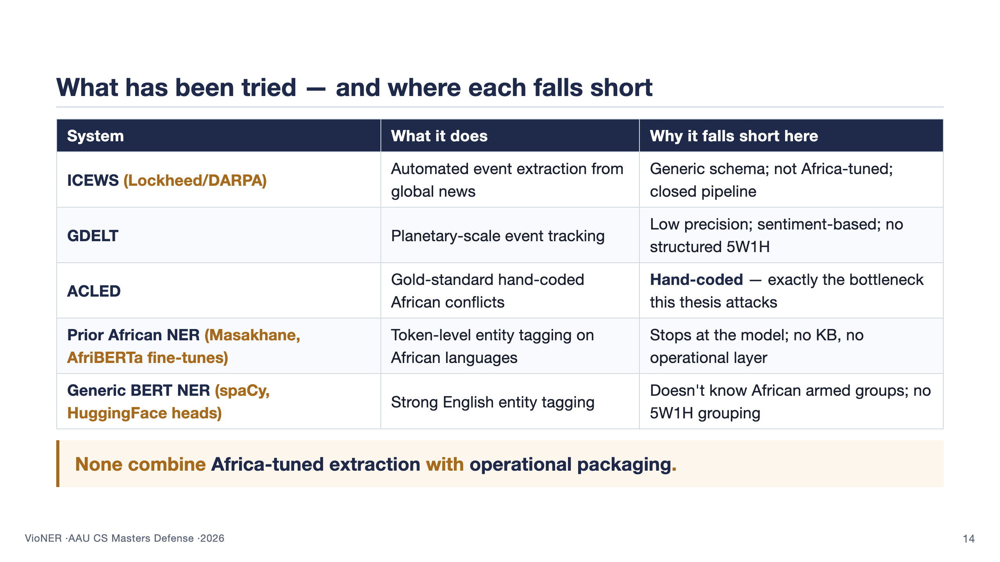 What has been tried — and where each falls short
System
What it does
Why it falls short here
ICEWS (Lockheed/DARPA)
Automated event extraction from
global news
Generic schema; not Africa-tuned;
closed pipeline
GDELT
Planetary-scale event tracking
Low precision; sentiment-based; no
structured 5W1H
ACLED
Gold-standard hand-coded
African conflicts
Hand-coded — exactly the bottleneck
this thesis attacks
Prior African NER (Masakhane,
AfriBERTa fine-tunes)
Token-level entity tagging on
African languages
Stops at the model; no KB, no
operational layer
Generic BERT NER (spaCy,
HuggingFace heads)
Strong English entity tagging
Doesn't know African armed groups; no
5W1H grouping
None combine Africa-tuned extraction with operational packaging.
VioNER ·AAU CS Masters Defense ·2026
14